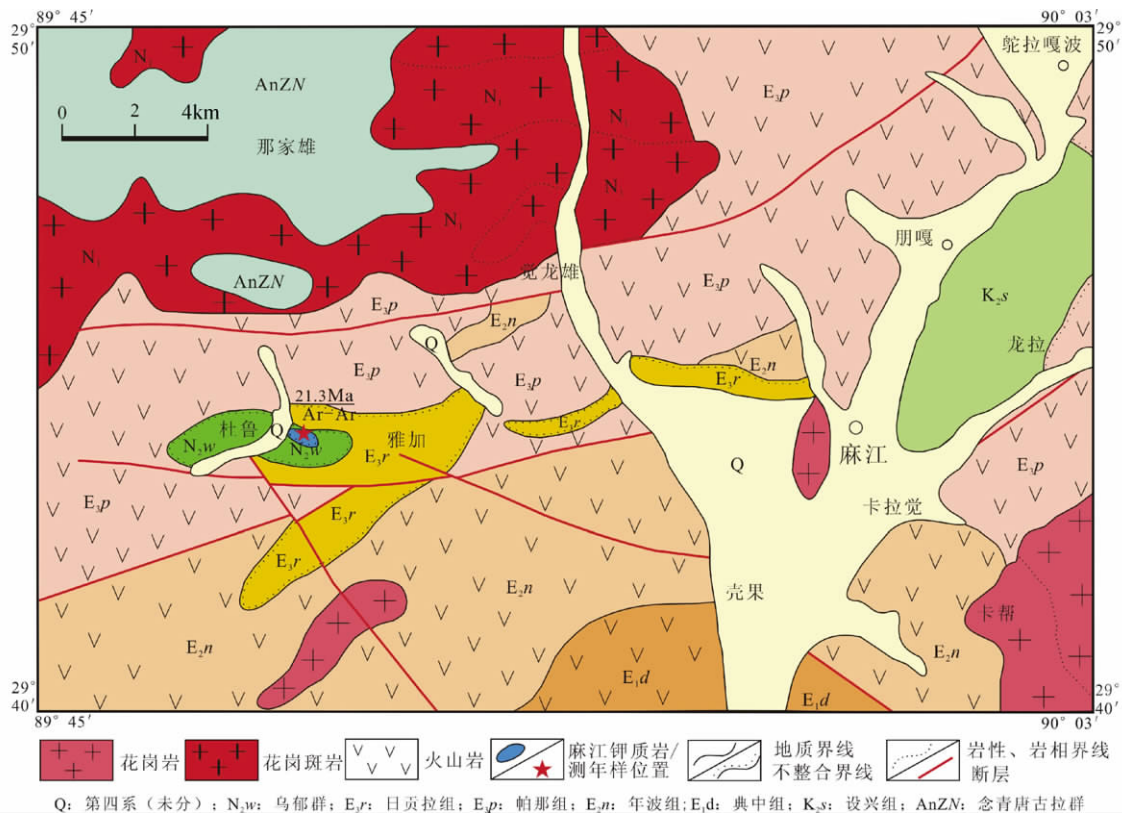 89° 45′
90° 03′
29°
50′
29°
50′
鸵拉嘎波
N
AnZN
E₃p
0 2 4km
N₁
N₁
那家雄
朋嘎
N₁
N₁
AnZN
觉龙雄
E₃p
E₃p
K₂s
E₂n
龙拉
Q
E₂n
E₃p
E₃p
E₃r
21.3Ma
Ar-Ar
杜鲁
Q
雅加
E₃r
麻江
N₂w
N₂w
E₃r
Q
E₃p
E₃p
卡拉觉
E₃r
E₃r
E₂n
壳果
卡帮
E₂n
E₂n
E₁d
E₁d
29°
40′
29°
40′
89° 45′
90° 03′
花岗岩
花岗斑岩
火山岩
麻江钾质岩/
测年样位置
地质界线
不整合界线
岩性、岩相界线
断层
Q: 第四系（未分）; N₂w: 乌郁群; E₃r: 日贡拉组; E₃p: 帕那组; E₂n: 年波组; E₁d: 典中组; K₂s: 设兴组; AnZN: 念青唐古拉群